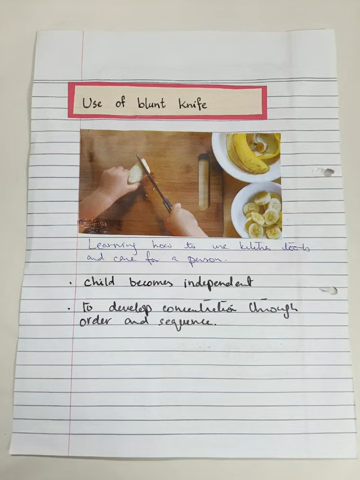 Use of blunt knife
Learning how to use kitchen tools
and care for a person.
• child becomes independent
• to develop concentration through
order and sequence.